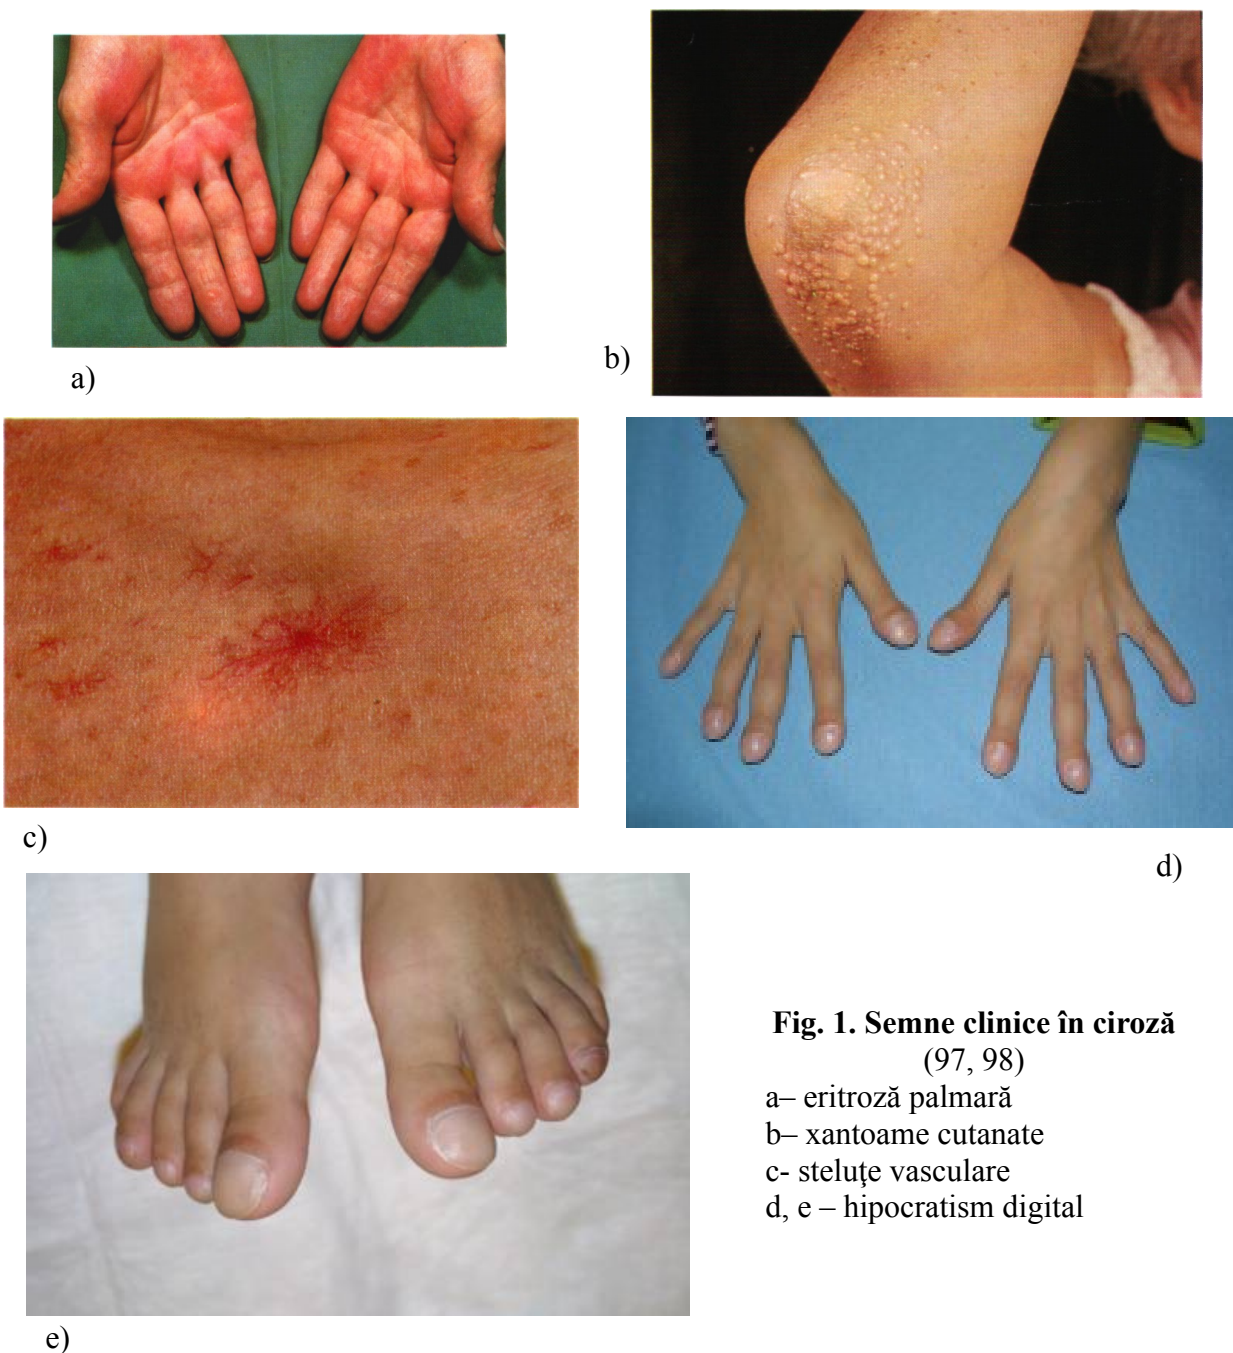 a)
b)
c)
d)
e)
Fig. 1. Semne clinice în ciroză
(97, 98)
a– eritroză palmară
b– xantoame cutanate
c- steluţe vasculare
d, e – hipocratism digital